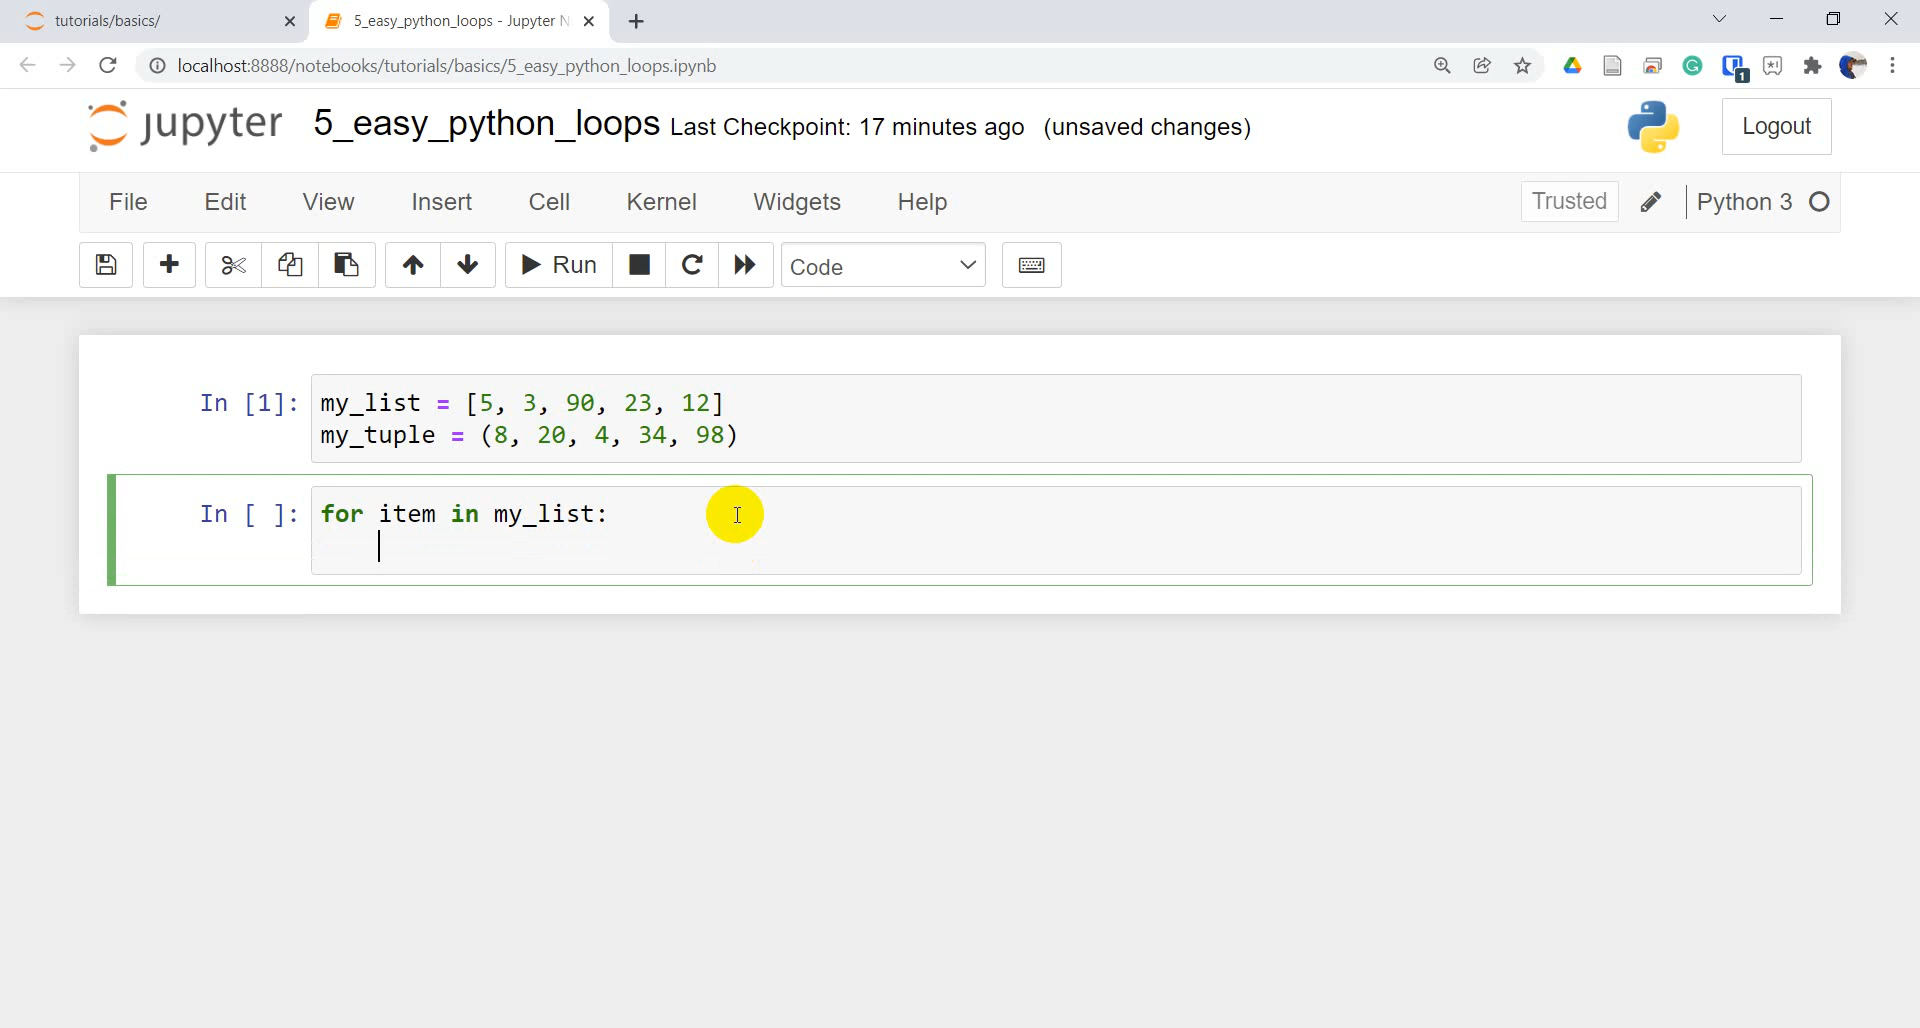 tutorials/basics/
5_easy_python_loops - Jupyter N
localhost:8888/notebooks/tutorials/basics/5_easy_python_loops.ipynb
1
jupyter 5_easy_python_loops Last Checkpoint: 17 minutes ago (unsaved changes)
Logout
File Edit View Insert Cell Kernel Widgets Help
Trusted Python 3
Run Code
In [1]: my_list = [5, 3, 90, 23, 12]
my_tuple = (8, 20, 4, 34, 98)
In [ ]: for item in my_list: